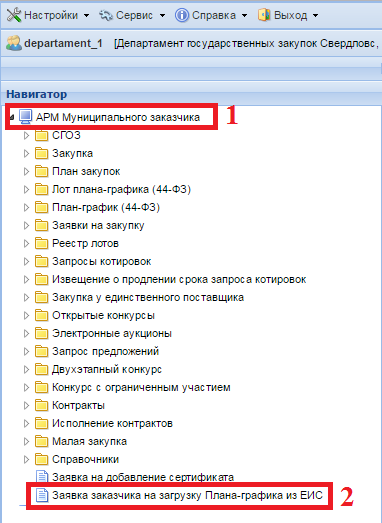 Настройки Сервис Справка Выход
departament_1 [Департамент государственных закупок Свердловс,
Навигатор
АРМ Муниципального заказчика 1
СГОЗ
Закупка
План закупок
Лот плана-графика (44-ФЗ)
План-график (44-ФЗ)
Заявки на закупку
Реестр лотов
Запросы котировок
Извещение о продлении срока запроса котировок
Закупка у единственного поставщика
Открытые конкурсы
Электронные аукционы
Запрос предложений
Двухэтапный конкурс
Конкурс с ограниченным участием
Контракты
Исполнение контрактов
Малая закупка
Справочники
Заявка на добавление сертификата
Заявка заказчика на загрузку Плана-графика из ЕИС 2